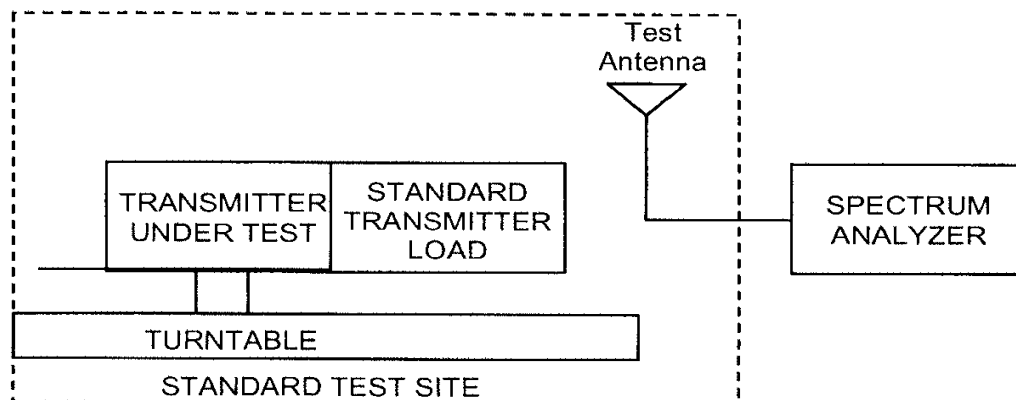 Test
Antenna
TRANSMITTER
UNDER TEST
STANDARD
TRANSMITTER
LOAD
SPECTRUM
ANALYZER
TURNTABLE
STANDARD TEST SITE